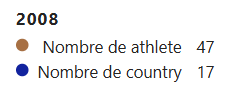 2008
Nombre de athlete 47
Nombre de country 17